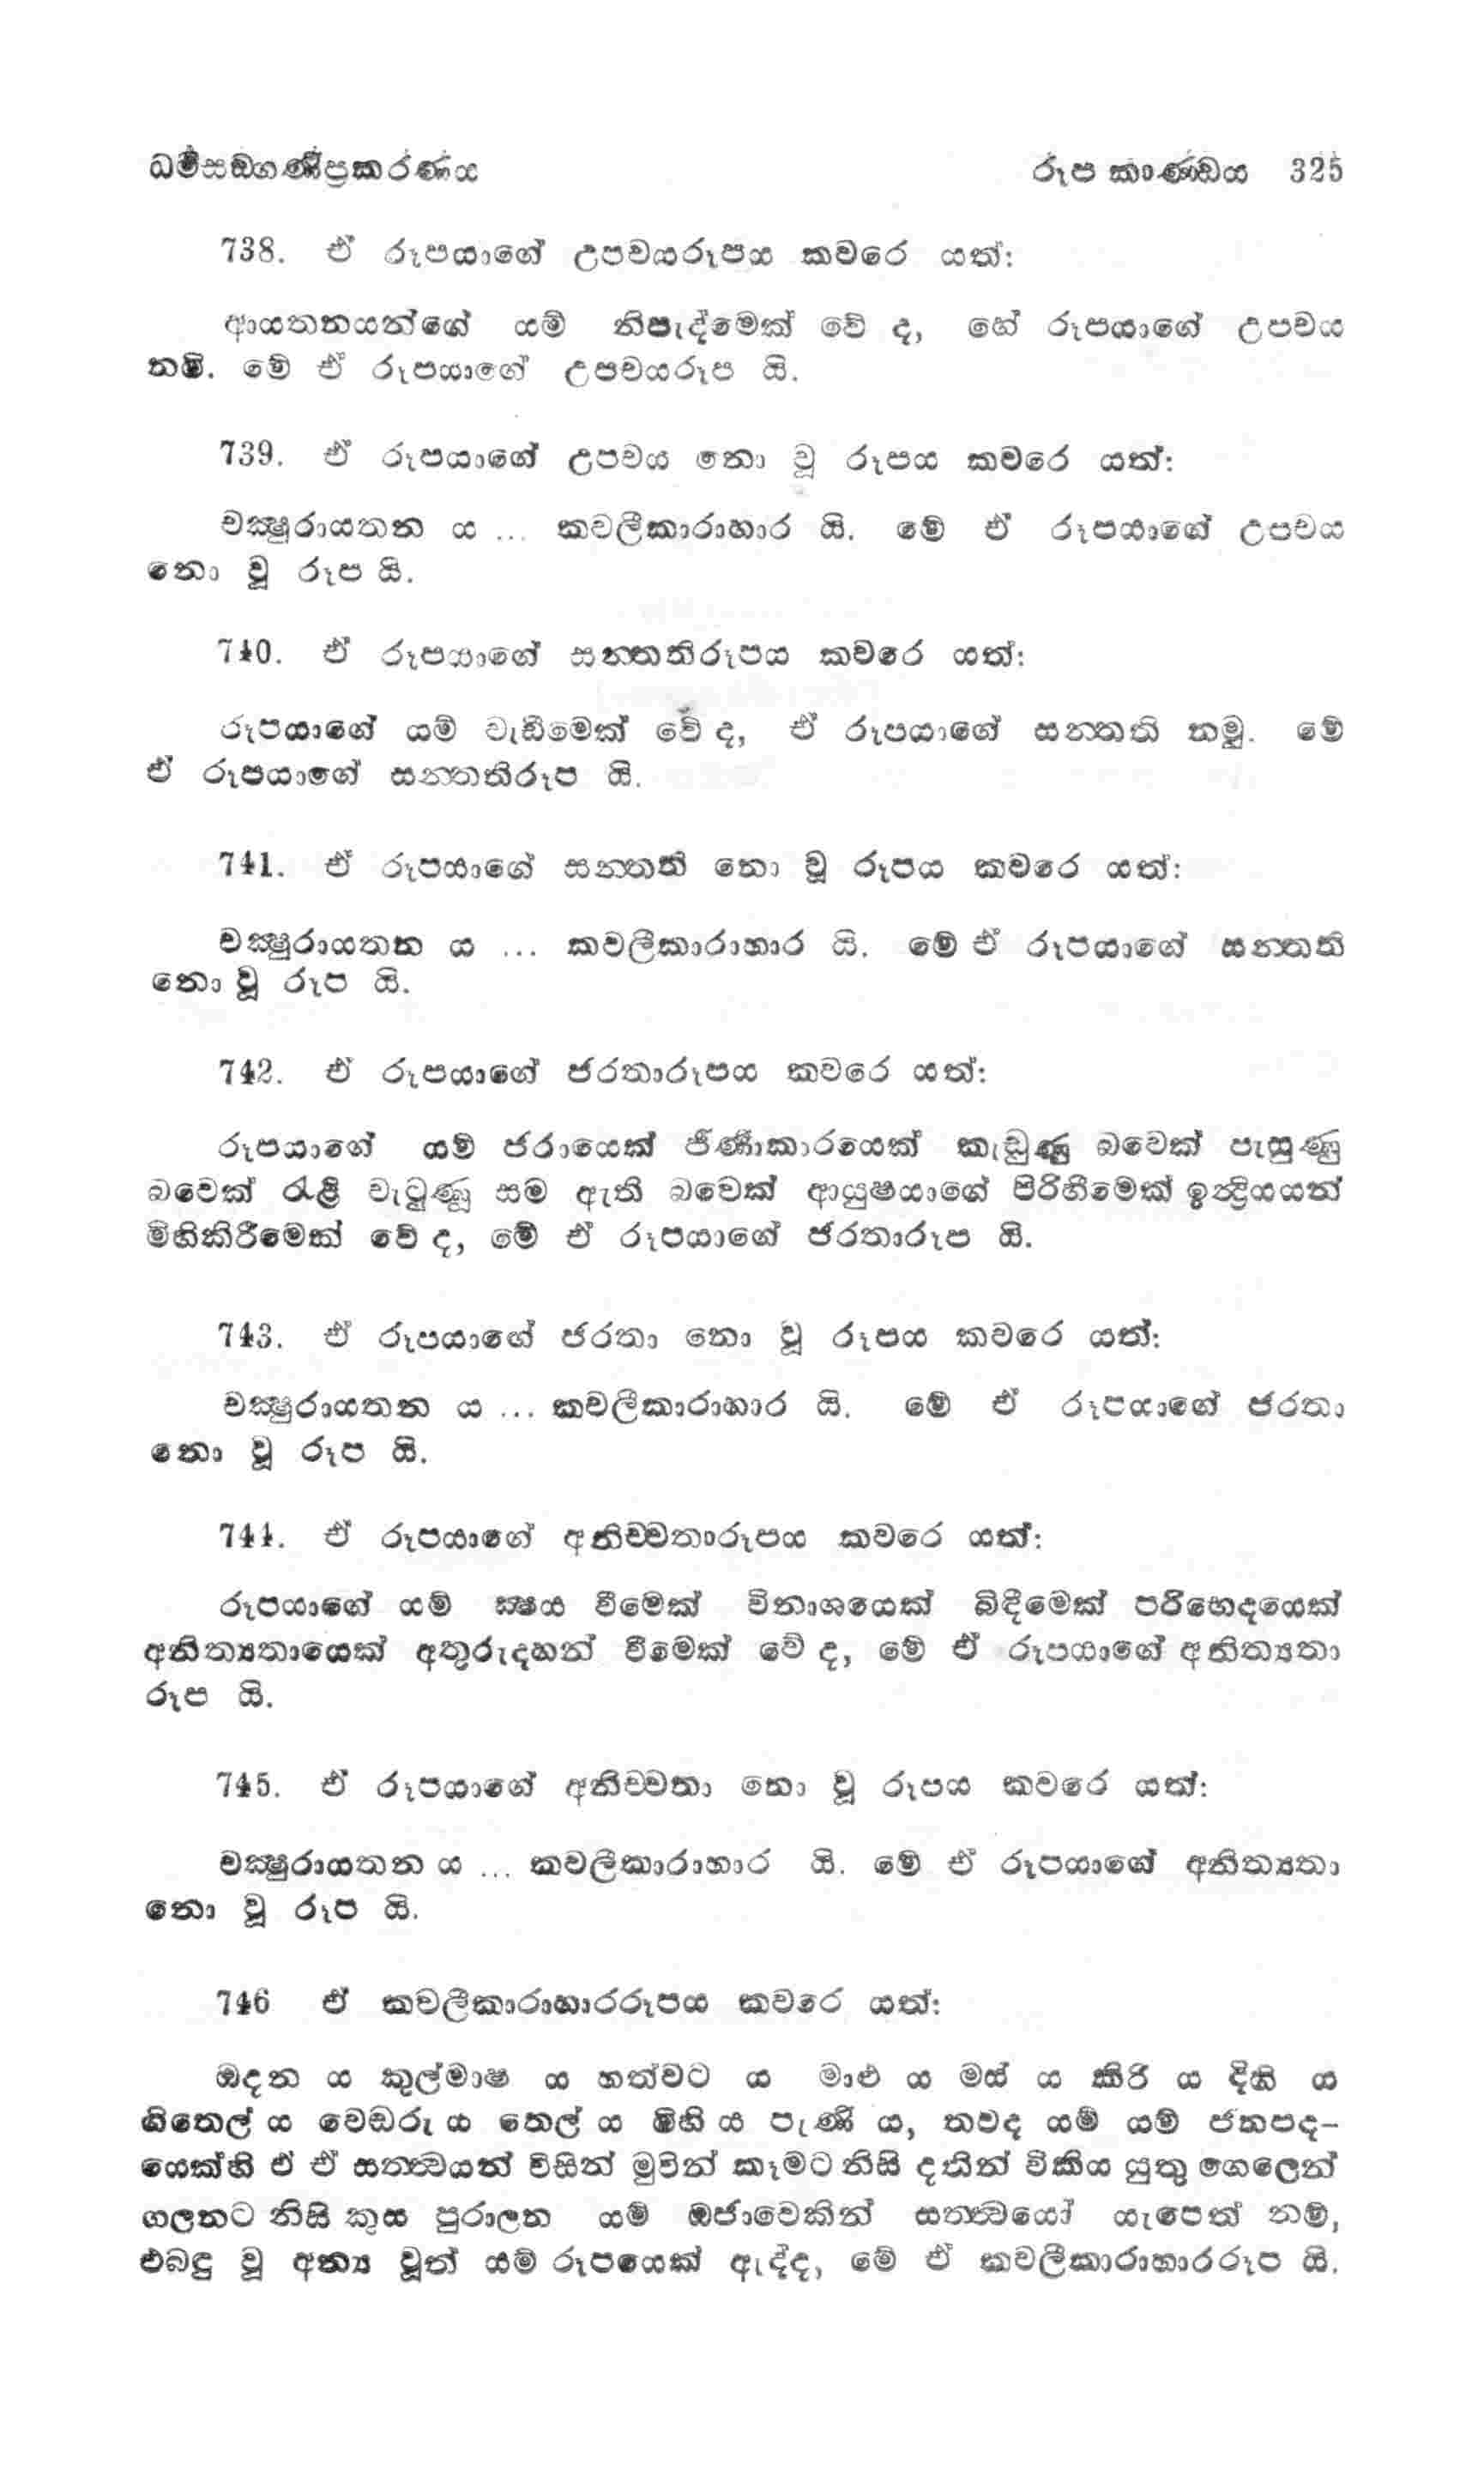 ධර්මසඞ්ගණීප්‍රකරණය රූප කාණ්ඩය 325
738. ඒ රූපයාගේ උපචයරූපය කවරෙ යත්:
ආයතනයන්ගේ යම් නිපැද්මෙක් වේ ද, හේ රූපයාගේ උපචය
නමි. මේ ඒ රූපයාගේ උපචයරූප යි.
739. ඒ රූපයාගේ උපචය නො වූ රූපය කවරෙ යත්:
චක්‍ෂුරායතන ය ... කවලීකාරාහාර යි. මේ ඒ රූපයාගේ උපචය
නො වූ රූප යි.
740. ඒ රූපයාගේ සන්තතිරූපය කවරෙ යත්:
රූපයාගේ යම් වැඩීමෙක් වේ ද, ඒ රූපයාගේ සන්තති නමු. මේ
ඒ රූපයාගේ සන්තතිරූප යි.
741. ඒ රූපයාගේ සන්තති නො වූ රූපය කවරෙ යත්:
චක්‍ෂුරායතන ය ... කවලීකාරාහාර යි. මේ ඒ රූපයාගේ සන්තති
නො වූ රූප යි.
742. ඒ රූපයාගේ ජරතාරූපය කවරෙ යත්:
රූපයාගේ යම් ජරායෙක් ජීර්ණාකාරයෙක් කැඩුණු බවෙක් පැසුණු
බවෙක් රැළි වැටුණූ සම ඇති බවෙක් ආයුෂයාගේ පිරිහීමෙක් ඉන්‍ද්‍රියයන්
මිහිකිරීමෙක් වේ ද, මේ ඒ රූපයාගේ ජරතාරූප යි.
743. ඒ රූපයාගේ ජරතා නො වූ රූපය කවරෙ යත්:
චක්‍ෂුරායතන ය ... කවලීකාරාහාර යි. මේ ඒ රූපයාගේ ජරතා
නො වූ රූප යි.
744. ඒ රූපයාගේ අනිච්චතාරූපය කවරෙ යත්:
රූපයාගේ යම් ක්‍ෂය වීමෙක් විනාශයෙක් බිඳීමෙක් පරිභෙදයෙක්
අනිත්‍යතායෙක් අතුරුදහන් වීමෙක් වේ ද, මේ ඒ රූපයාගේ අනිත්‍යතා
රූප යි.
745. ඒ රූපයාගේ අනිච්චතා නො වූ රූපය කවරෙ යත්:
චක්‍ෂුරායතන ය ... කවලීකාරාහාර යි. මේ ඒ රූපයාගේ අනිත්‍යතා
නො වූ රූප යි.
746 ඒ කවලීකාරාහාරරූපය කවරෙ යත්:
ඔදන ය කුල්මාෂ ය හත්වට ය මාළු ය මස් ය කිරි ය දිහි ය
ගිතෙල් ය වෙඬරු ය තෙල් ය මිහි ය පැණි ය, තවද යම් යම් ජනපද-
යෙක්හි ඒ ඒ සත්ත්‍වයන් විසින් මුවින් කෑමට නිසි දතින් විකිය යුතු ගෙලෙන්
ගලනට නිසි කුස පුරාලන යම් ඔජාවෙකින් සත්ත්‍වයෝ යැපෙත් නම්,
එබඳු වූ අන්‍ය වූත් යම් රූපයෙක් ඇද්ද, මේ ඒ කවලීකාරාහාරරූප යි.